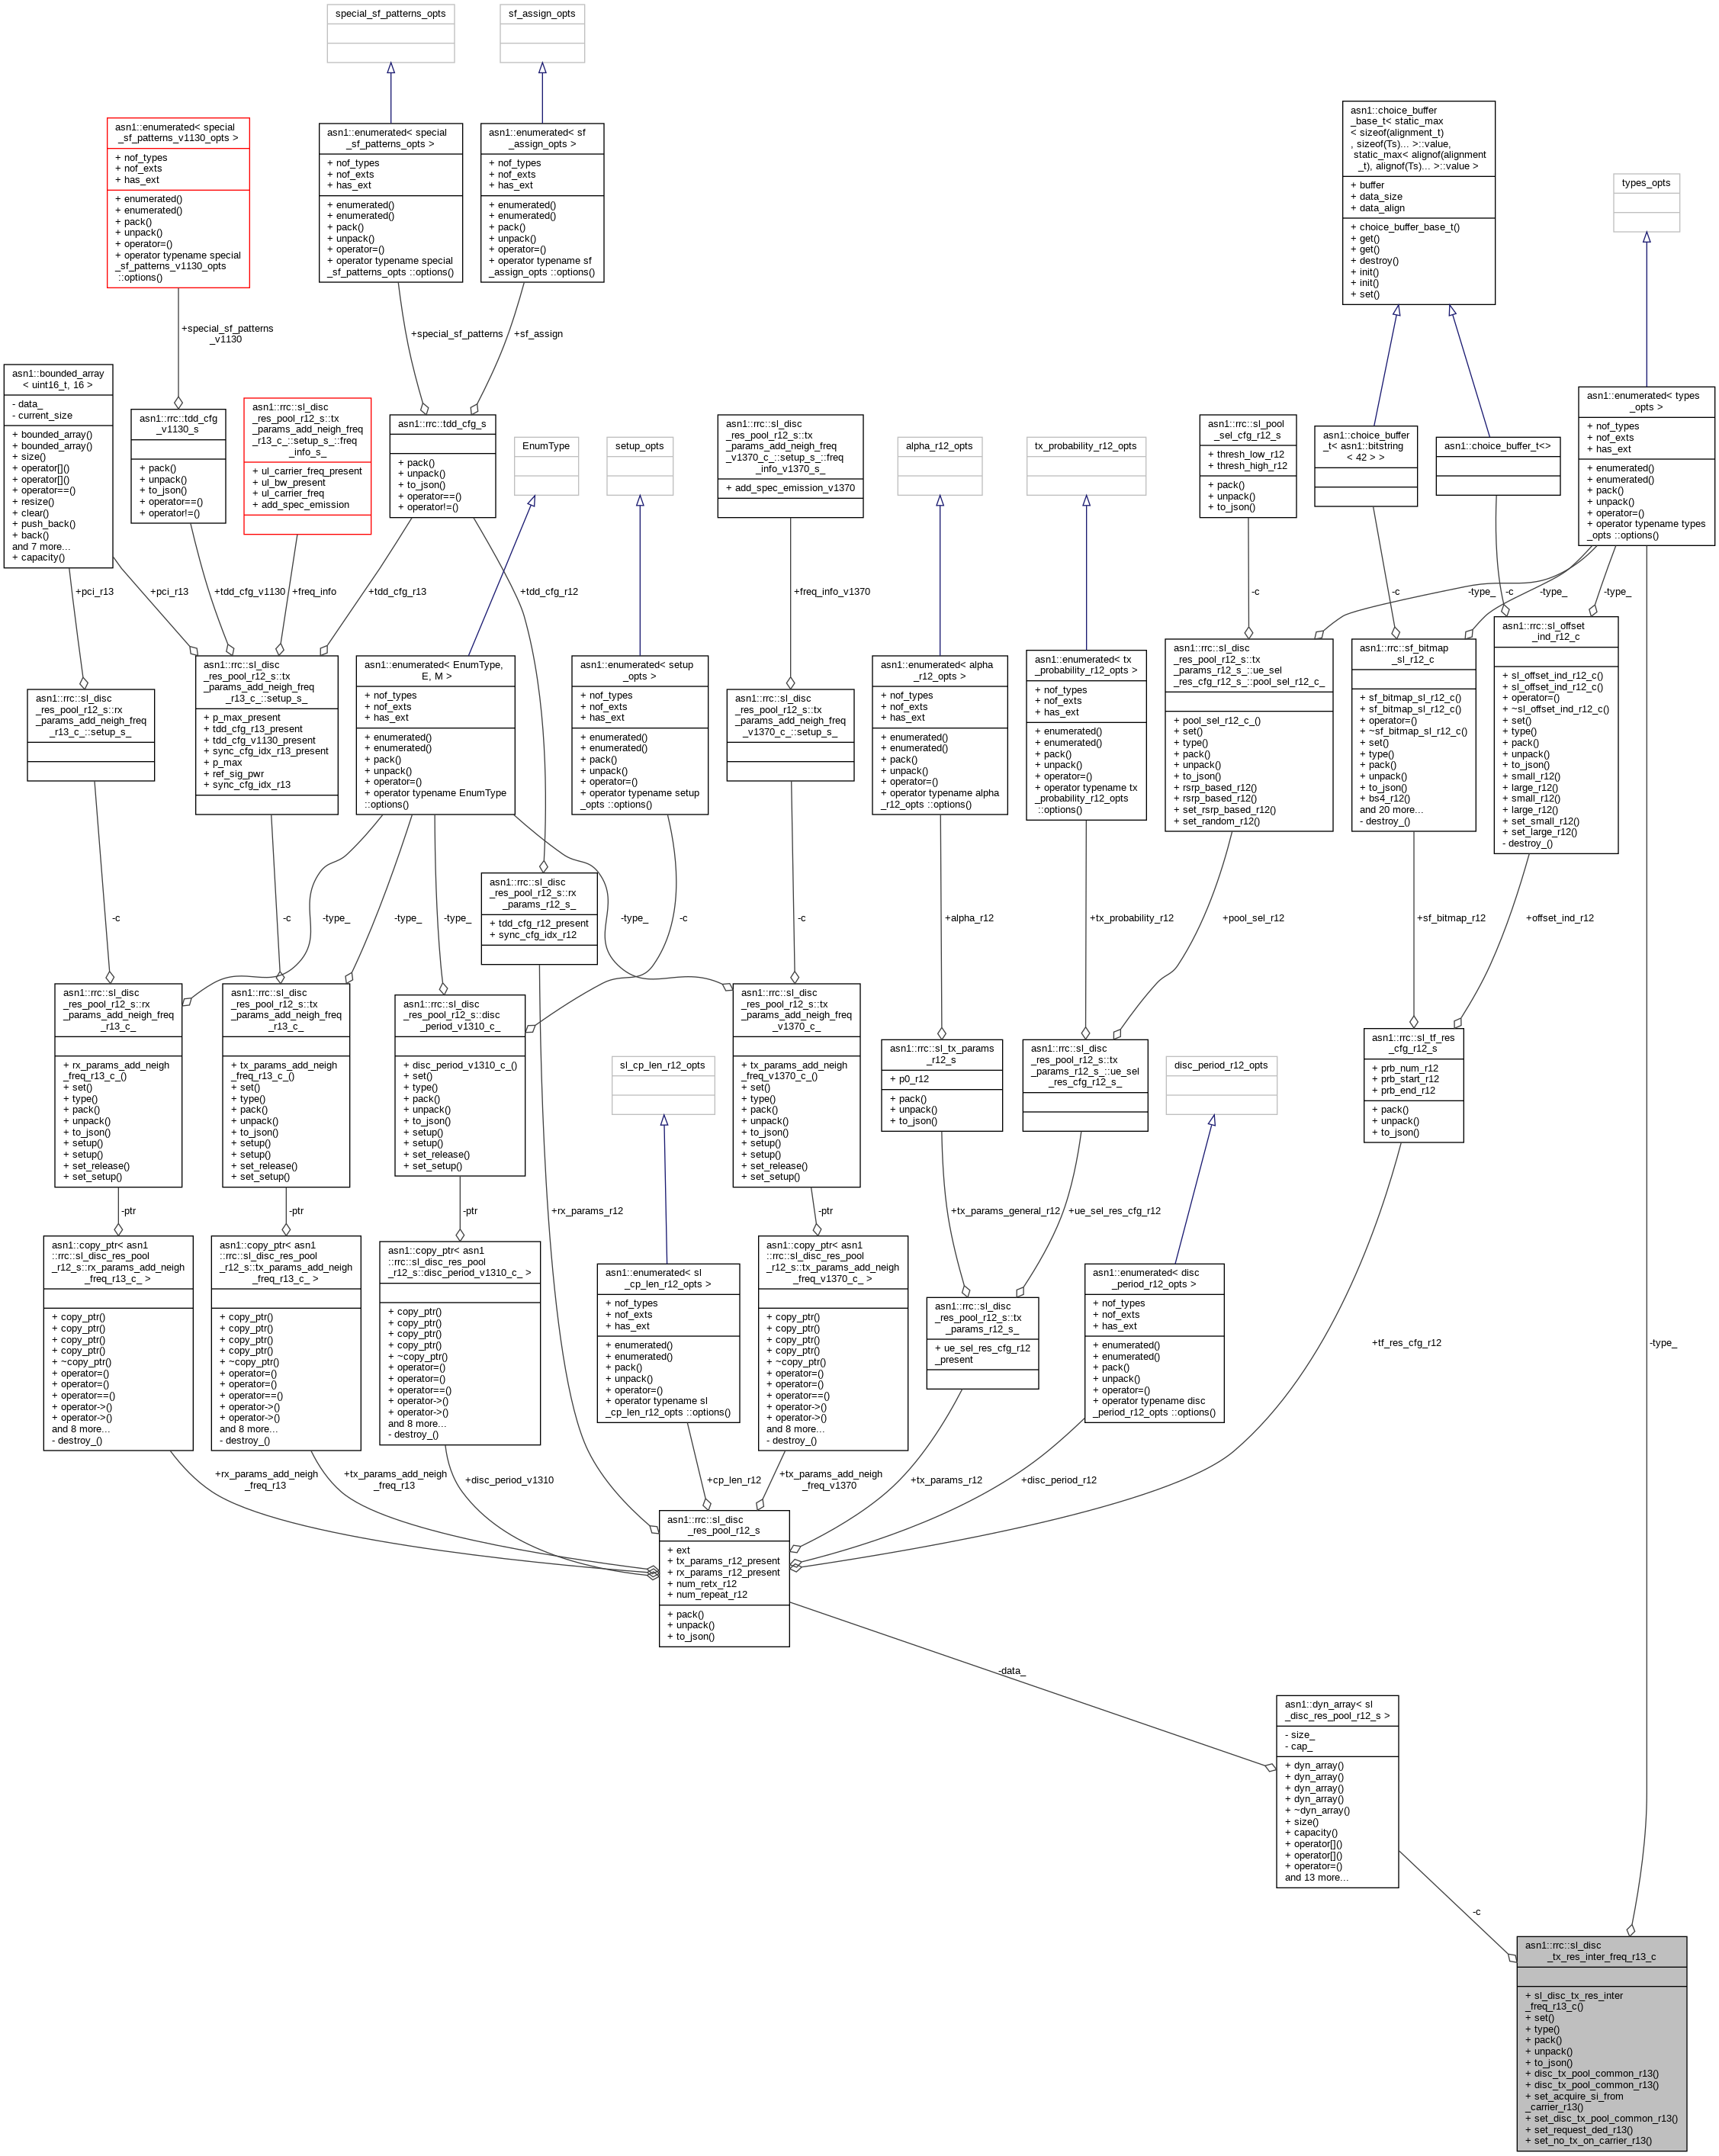 special_sf_patterns_opts
sf_assign_opts
asn1::enumerated< special
_sf_patterns_v1130_opts >
+ nof_types
+ nof_exts
+ has_ext
+ enumerated()
+ enumerated()
+ pack()
+ unpack()
+ operator=()
+ operator typename special
_sf_patterns_v1130_opts
::options()
asn1::enumerated< special
_sf_patterns_opts >
+ nof_types
+ nof_exts
+ has_ext
+ enumerated()
+ enumerated()
+ pack()
+ unpack()
+ operator=()
+ operator typename special
_sf_patterns_opts ::options()
asn1::enumerated< sf
_assign_opts >
+ nof_types
+ nof_exts
+ has_ext
+ enumerated()
+ enumerated()
+ pack()
+ unpack()
+ operator=()
+ operator typename sf
_assign_opts ::options()
asn1::choice_buffer
_base_t< static_max
< sizeof(alignment_t)
, sizeof(Ts)... >::value,
static_max< alignof(alignment
_t), alignof(Ts)... >::value >
+ buffer
+ data_size
+ data_align
+ choice_buffer_base_t()
+ get()
+ get()
+ destroy()
+ init()
+ init()
+ set()
types_opts
+special_sf_patterns
_v1130
+special_sf_patterns
+sf_assign
asn1::bounded_array
< uint16_t, 16 >
- data_
- current_size
+ bounded_array()
+ bounded_array()
+ size()
+ operator[]()
+ operator[]()
+ operator==()
+ resize()
+ clear()
+ push_back()
+ back()
and 7 more...
+ capacity()
asn1::rrc::tdd_cfg
_v1130_s
+ pack()
+ unpack()
+ to_json()
+ operator==()
+ operator!=()
asn1::rrc::sl_disc
_res_pool_r12_s::tx
_params_add_neigh_freq
_r13_c_::setup_s_::freq
_info_s_
+ ul_carrier_freq_present
+ ul_bw_present
+ ul_carrier_freq
+ add_spec_emission
asn1::rrc::tdd_cfg_s
+ pack()
+ unpack()
+ to_json()
+ operator==()
+ operator!=()
EnumType
setup_opts
asn1::rrc::sl_disc
_res_pool_r12_s::tx
_params_add_neigh_freq
_v1370_c_::setup_s_::freq
_info_v1370_s_
+ add_spec_emission_v1370
alpha_r12_opts
tx_probability_r12_opts
asn1::rrc::sl_pool
_sel_cfg_r12_s
+ thresh_low_r12
+ thresh_high_r12
+ pack()
+ unpack()
+ to_json()
asn1::choice_buffer
_t< asn1::bitstring
< 42 > >
asn1::choice_buffer_t<>
asn1::enumerated< types
_opts >
+ nof_types
+ nof_exts
+ has_ext
+ enumerated()
+ enumerated()
+ pack()
+ unpack()
+ operator=()
+ operator typename types
_opts ::options()
+pci_r13
+pci_r13
+tdd_cfg_v1130
+freq_info
+tdd_cfg_r13
+tdd_cfg_r12
+freq_info_v1370
-c
-type_
-c
-type_
-c
-type_
asn1::rrc::sl_disc
_res_pool_r12_s::rx
_params_add_neigh_freq
_r13_c_::setup_s_
asn1::rrc::sl_disc
_res_pool_r12_s::tx
_params_add_neigh_freq
_r13_c_::setup_s_
+ p_max_present
+ tdd_cfg_r13_present
+ tdd_cfg_v1130_present
+ sync_cfg_idx_r13_present
+ p_max
+ ref_sig_pwr
+ sync_cfg_idx_r13
asn1::enumerated< EnumType,
E, M >
+ nof_types
+ nof_exts
+ has_ext
+ enumerated()
+ enumerated()
+ pack()
+ unpack()
+ operator=()
+ operator typename EnumType
::options()
asn1::enumerated< setup
_opts >
+ nof_types
+ nof_exts
+ has_ext
+ enumerated()
+ enumerated()
+ pack()
+ unpack()
+ operator=()
+ operator typename setup
_opts ::options()
asn1::rrc::sl_disc
_res_pool_r12_s::tx
_params_add_neigh_freq
_v1370_c_::setup_s_
asn1::enumerated< alpha
_r12_opts >
+ nof_types
+ nof_exts
+ has_ext
+ enumerated()
+ enumerated()
+ pack()
+ unpack()
+ operator=()
+ operator typename alpha
_r12_opts ::options()
asn1::enumerated< tx
_probability_r12_opts >
+ nof_types
+ nof_exts
+ has_ext
+ enumerated()
+ enumerated()
+ pack()
+ unpack()
+ operator=()
+ operator typename tx
_probability_r12_opts
::options()
asn1::rrc::sl_disc
_res_pool_r12_s::tx
_params_r12_s_::ue_sel
_res_cfg_r12_s_::pool_sel_r12_c_
+ pool_sel_r12_c_()
+ set()
+ type()
+ pack()
+ unpack()
+ to_json()
+ rsrp_based_r12()
+ rsrp_based_r12()
+ set_rsrp_based_r12()
+ set_random_r12()
asn1::rrc::sf_bitmap
_sl_r12_c
+ sf_bitmap_sl_r12_c()
+ sf_bitmap_sl_r12_c()
+ operator=()
+ ~sf_bitmap_sl_r12_c()
+ set()
+ type()
+ pack()
+ unpack()
+ to_json()
+ bs4_r12()
and 20 more...
- destroy_()
asn1::rrc::sl_offset
_ind_r12_c
+ sl_offset_ind_r12_c()
+ sl_offset_ind_r12_c()
+ operator=()
+ ~sl_offset_ind_r12_c()
+ set()
+ type()
+ pack()
+ unpack()
+ to_json()
+ small_r12()
+ large_r12()
+ small_r12()
+ large_r12()
+ set_small_r12()
+ set_large_r12()
- destroy_()
asn1::rrc::sl_disc
_res_pool_r12_s::rx
_params_r12_s_
+ tdd_cfg_r12_present
+ sync_cfg_idx_r12
-c
-c
-type_
-type_
-type_
-type_
-c
-c
+alpha_r12
+tx_probability_r12
+pool_sel_r12
+sf_bitmap_r12
+offset_ind_r12
asn1::rrc::sl_disc
_res_pool_r12_s::rx
_params_add_neigh_freq
_r13_c_
+ rx_params_add_neigh
_freq_r13_c_()
+ set()
+ type()
+ pack()
+ unpack()
+ to_json()
+ setup()
+ setup()
+ set_release()
+ set_setup()
asn1::rrc::sl_disc
_res_pool_r12_s::tx
_params_add_neigh_freq
_r13_c_
+ tx_params_add_neigh
_freq_r13_c_()
+ set()
+ type()
+ pack()
+ unpack()
+ to_json()
+ setup()
+ setup()
+ set_release()
+ set_setup()
asn1::rrc::sl_disc
_res_pool_r12_s::disc
_period_v1310_c_
+ disc_period_v1310_c_()
+ set()
+ type()
+ pack()
+ unpack()
+ to_json()
+ setup()
+ setup()
+ set_release()
+ set_setup()
sl_cp_len_r12_opts
asn1::rrc::sl_disc
_res_pool_r12_s::tx
_params_add_neigh_freq
_v1370_c_
+ tx_params_add_neigh
_freq_v1370_c_()
+ set()
+ type()
+ pack()
+ unpack()
+ to_json()
+ setup()
+ setup()
+ set_release()
+ set_setup()
asn1::rrc::sl_tx_params
_r12_s
+ p0_r12
+ pack()
+ unpack()
+ to_json()
asn1::rrc::sl_disc
_res_pool_r12_s::tx
_params_r12_s_::ue_sel
_res_cfg_r12_s_
disc_period_r12_opts
asn1::rrc::sl_tf_res
_cfg_r12_s
+ prb_num_r12
+ prb_start_r12
+ prb_end_r12
+ pack()
+ unpack()
+ to_json()
-ptr
-ptr
-ptr
+rx_params_r12
-ptr
+tx_params_general_r12
+ue_sel_res_cfg_r12
asn1::copy_ptr< asn1
::rrc::sl_disc_res_pool
_r12_s::rx_params_add_neigh
_freq_r13_c_ >
+ copy_ptr()
+ copy_ptr()
+ copy_ptr()
+ copy_ptr()
+ ~copy_ptr()
+ operator=()
+ operator=()
+ operator==()
+ operator->()
+ operator->()
and 8 more...
- destroy_()
asn1::copy_ptr< asn1
::rrc::sl_disc_res_pool
_r12_s::tx_params_add_neigh
_freq_r13_c_ >
+ copy_ptr()
+ copy_ptr()
+ copy_ptr()
+ copy_ptr()
+ ~copy_ptr()
+ operator=()
+ operator=()
+ operator==()
+ operator->()
+ operator->()
and 8 more...
- destroy_()
asn1::copy_ptr< asn1
::rrc::sl_disc_res_pool
_r12_s::disc_period_v1310_c_ >
+ copy_ptr()
+ copy_ptr()
+ copy_ptr()
+ copy_ptr()
+ ~copy_ptr()
+ operator=()
+ operator=()
+ operator==()
+ operator->()
+ operator->()
and 8 more...
- destroy_()
asn1::enumerated< sl
_cp_len_r12_opts >
+ nof_types
+ nof_exts
+ has_ext
+ enumerated()
+ enumerated()
+ pack()
+ unpack()
+ operator=()
+ operator typename sl
_cp_len_r12_opts ::options()
asn1::copy_ptr< asn1
::rrc::sl_disc_res_pool
_r12_s::tx_params_add_neigh
_freq_v1370_c_ >
+ copy_ptr()
+ copy_ptr()
+ copy_ptr()
+ copy_ptr()
+ ~copy_ptr()
+ operator=()
+ operator=()
+ operator==()
+ operator->()
+ operator->()
and 8 more...
- destroy_()
asn1::rrc::sl_disc
_res_pool_r12_s::tx
_params_r12_s_
+ ue_sel_res_cfg_r12
_present
asn1::enumerated< disc
_period_r12_opts >
+ nof_types
+ nof_exts
+ has_ext
+ enumerated()
+ enumerated()
+ pack()
+ unpack()
+ operator=()
+ operator typename disc
_period_r12_opts ::options()
+tf_res_cfg_r12
-type_
+rx_params_add_neigh
_freq_r13
+tx_params_add_neigh
_freq_r13
+disc_period_v1310
+cp_len_r12
+tx_params_add_neigh
_freq_v1370
+tx_params_r12
+disc_period_r12
asn1::rrc::sl_disc
_res_pool_r12_s
+ ext
+ tx_params_r12_present
+ rx_params_r12_present
+ num_retx_r12
+ num_repeat_r12
+ pack()
+ unpack()
+ to_json()
-data_
asn1::dyn_array< sl
_disc_res_pool_r12_s >
- size_
- cap_
+ dyn_array()
+ dyn_array()
+ dyn_array()
+ dyn_array()
+ ~dyn_array()
+ size()
+ capacity()
+ operator[]()
+ operator[]()
+ operator=()
and 13 more...
-c
asn1::rrc::sl_disc
_tx_res_inter_freq_r13_c
+ sl_disc_tx_res_inter
_freq_r13_c()
+ set()
+ type()
+ pack()
+ unpack()
+ to_json()
+ disc_tx_pool_common_r13()
+ disc_tx_pool_common_r13()
+ set_acquire_si_from
_carrier_r13()
+ set_disc_tx_pool_common_r13()
+ set_request_ded_r13()
+ set_no_tx_on_carrier_r13()